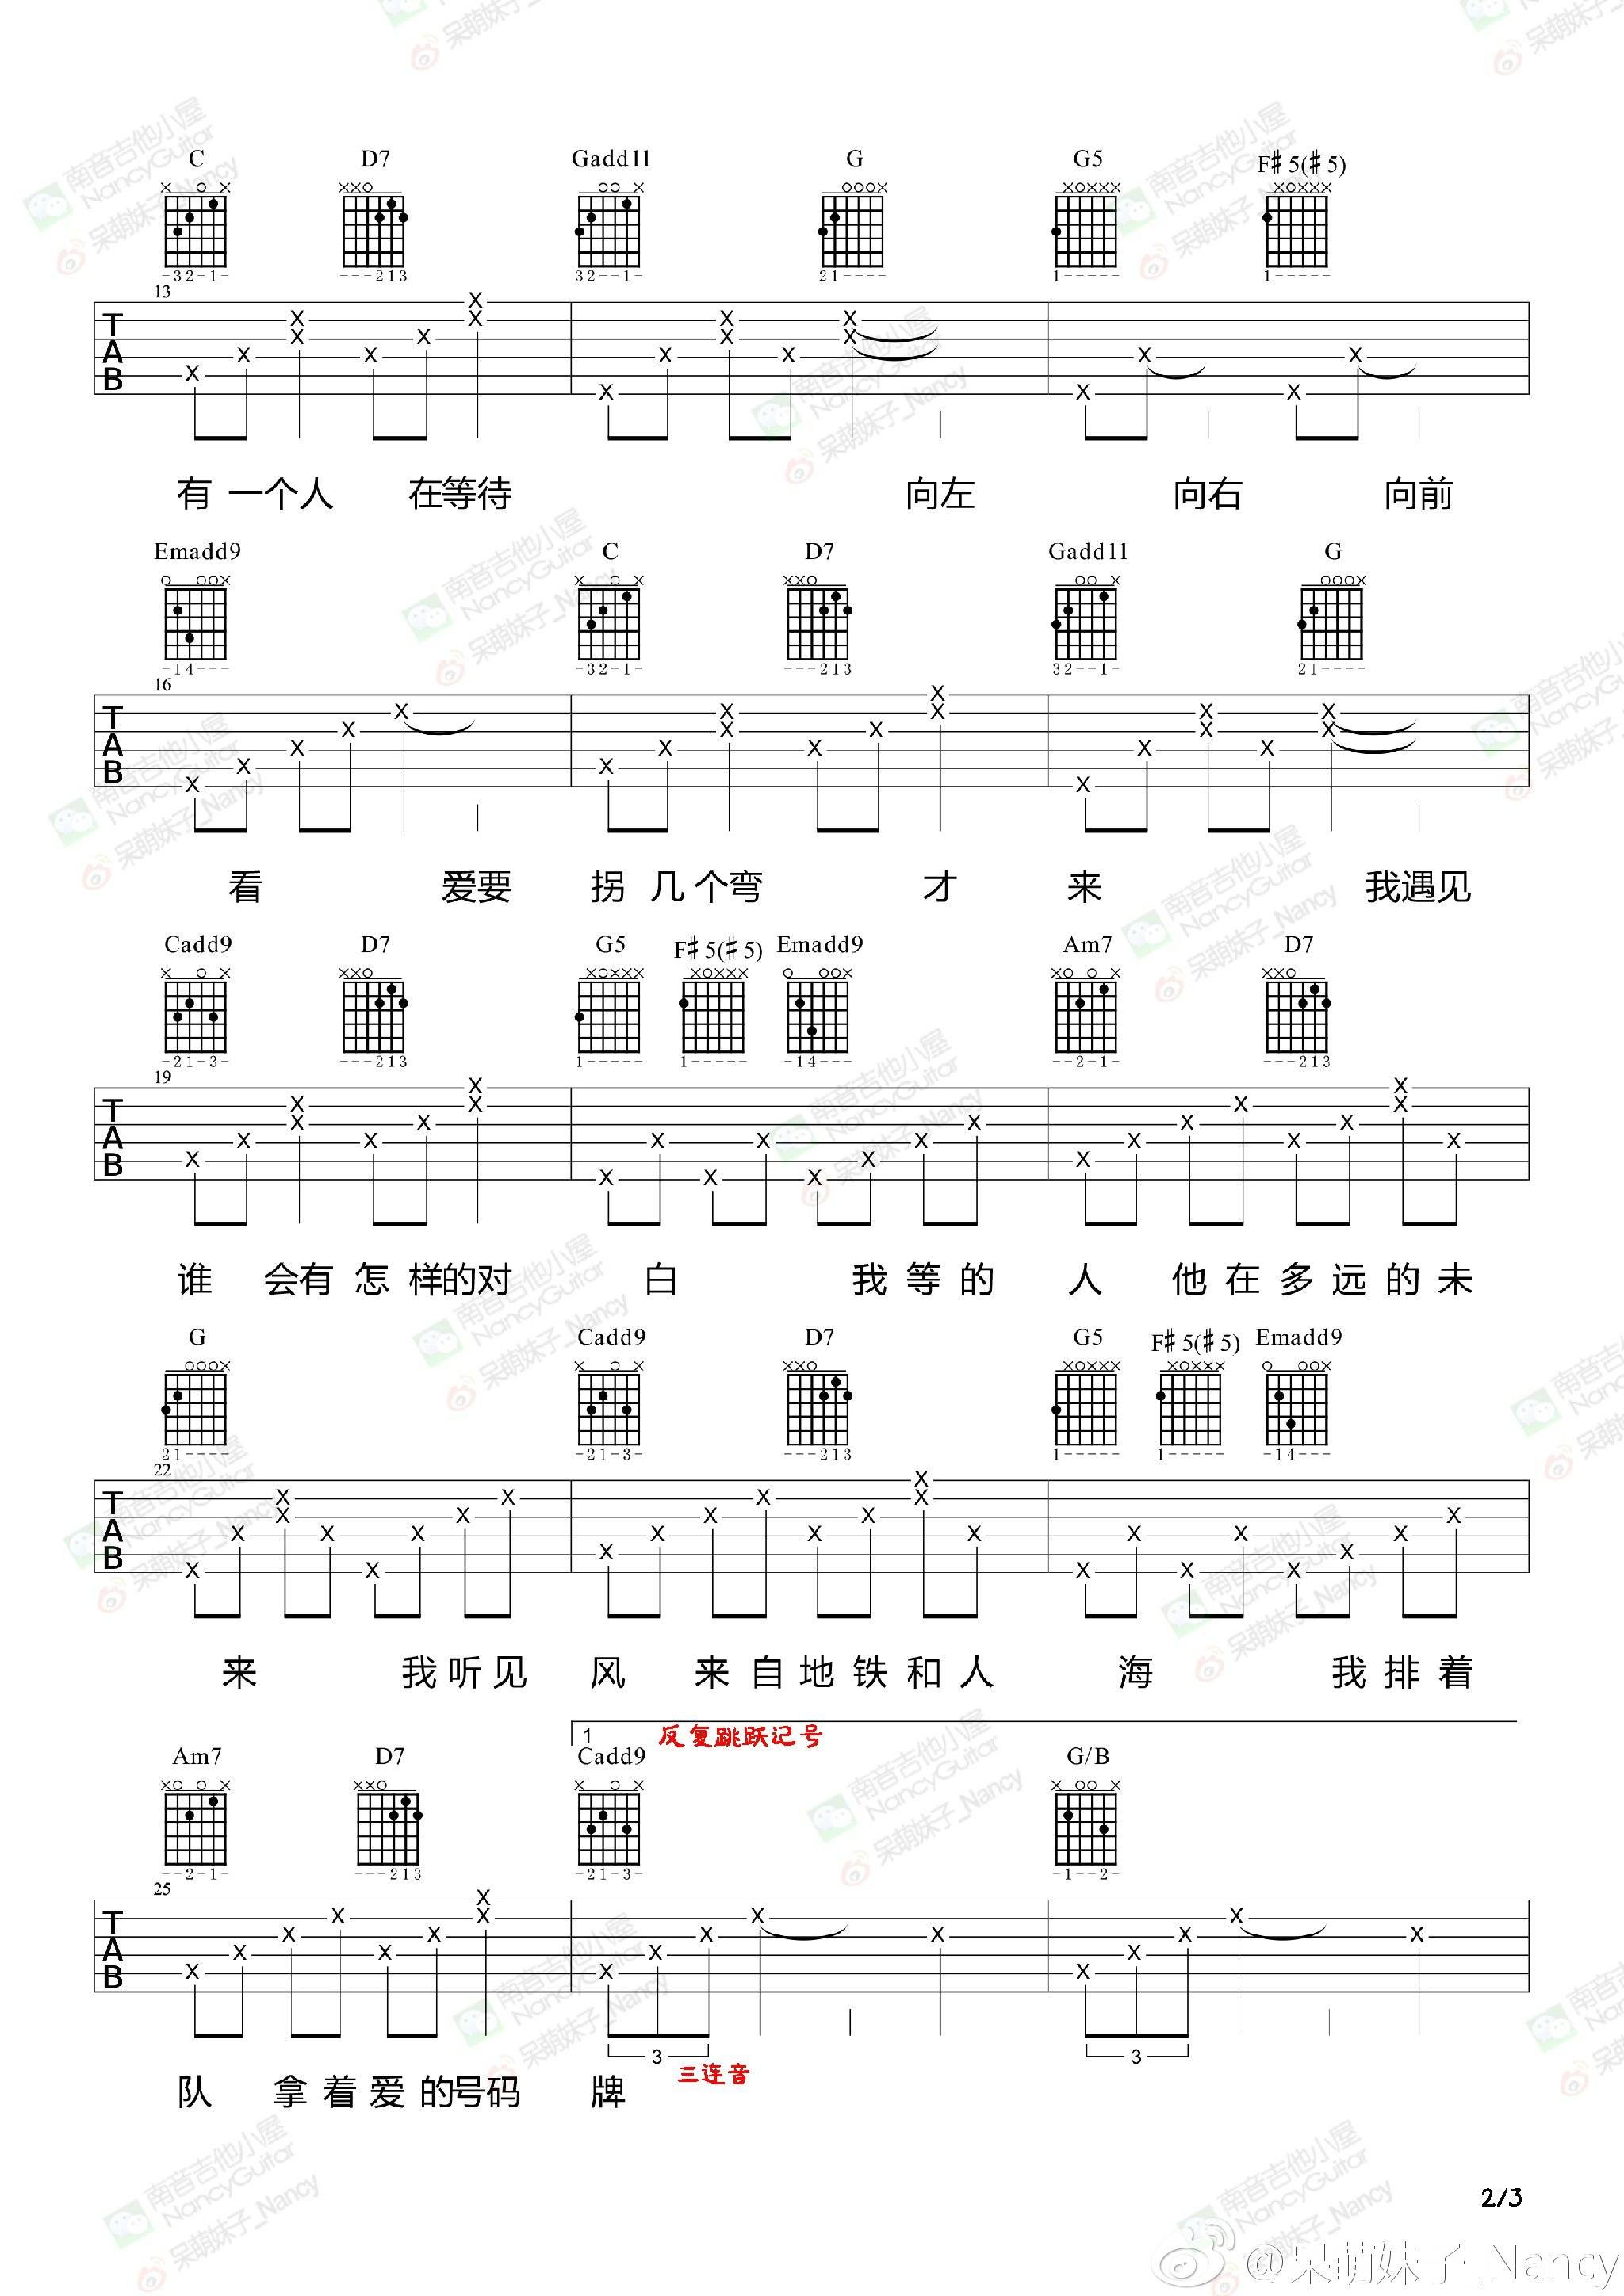 C D7 Gadd11 G G5 F♯5(♯5)
-32-1- ---213 32--1- 21---- 1----- 1-----
13
TAB
有一个人 在等待 向左 向右 向前
Emadd9 C D7 Gadd11 G
-14--- -32-1- ---213 32--1- 21----
16
TAB
看 爱要 拐几个弯 才 来 我遇见
Cadd9 D7 G5 F♯5(♯5) Emadd9 Am7 D7
-21-3- ---213 1----- 1----- -14--- --2-1- ---213
19
TAB
谁 会有怎样的对 白 我等的 人 他在多远的未
G Cadd9 D7 G5 F♯5(♯5) Emadd9
21---- -21-3- ---213 1----- 1----- -14---
22
TAB
来 我听见 风 来自地铁和人 海 我排着
1 反复跳跃记号
Am7 D7 Cadd9 G/B
--2-1- ---213 -21-3- -1--2-
25
TAB
3 三连音 3
队 拿着爱的号码 牌
2/3
@呆萌妹子_Nancy
南音吉他小屋
NancyGuitar
呆萌妹子_Nancy